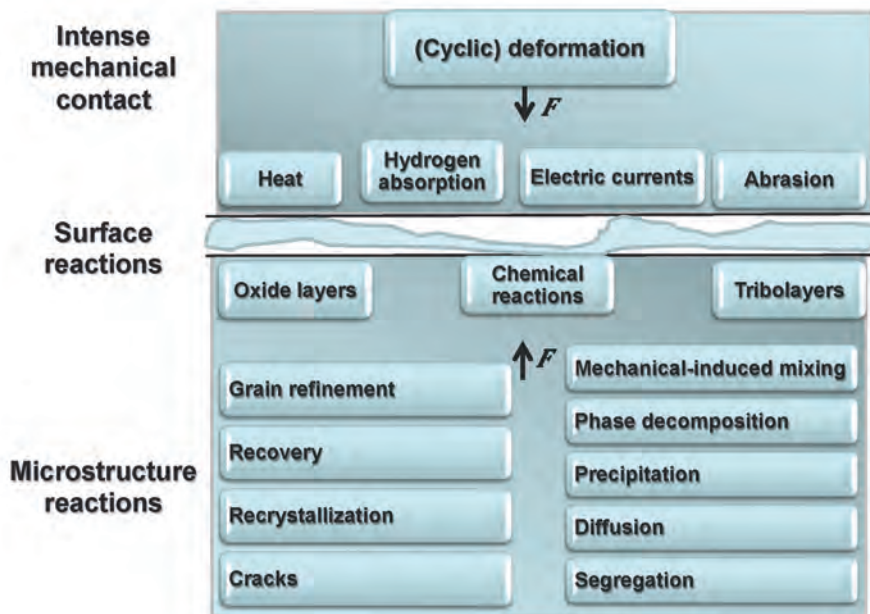 Intense
mechanical
contact
(Cyclic) deformation
F
Heat
Hydrogen
absorption
Electric currents
Abrasion
Surface
reactions
Oxide layers
Chemical
reactions
Tribolayers
F
Microstructure
reactions
Grain refinement
Recovery
Recrystallization
Cracks
Mechanical-induced mixing
Phase decomposition
Precipitation
Diffusion
Segregation